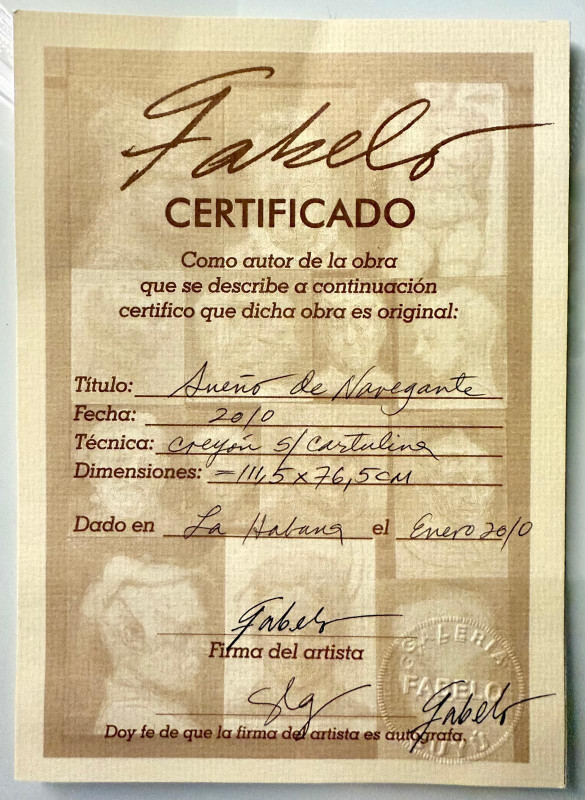 Fabelo
CERTIFICADO
Como autor de la obra
que se describe a continuación
certifico que dicha obra es original:
Título: Sueño de Navegante
Fecha: 2010
Técnica: creyón s/ cartulina
Dimensiones: = 111,5 x 76,5 cm
Dado en La Habana el Enero 2010
Fabelo
Firma del artista
Fabelo
Doy fe de que la firma del artista es autógrafa.
GALERÍA
FABELO